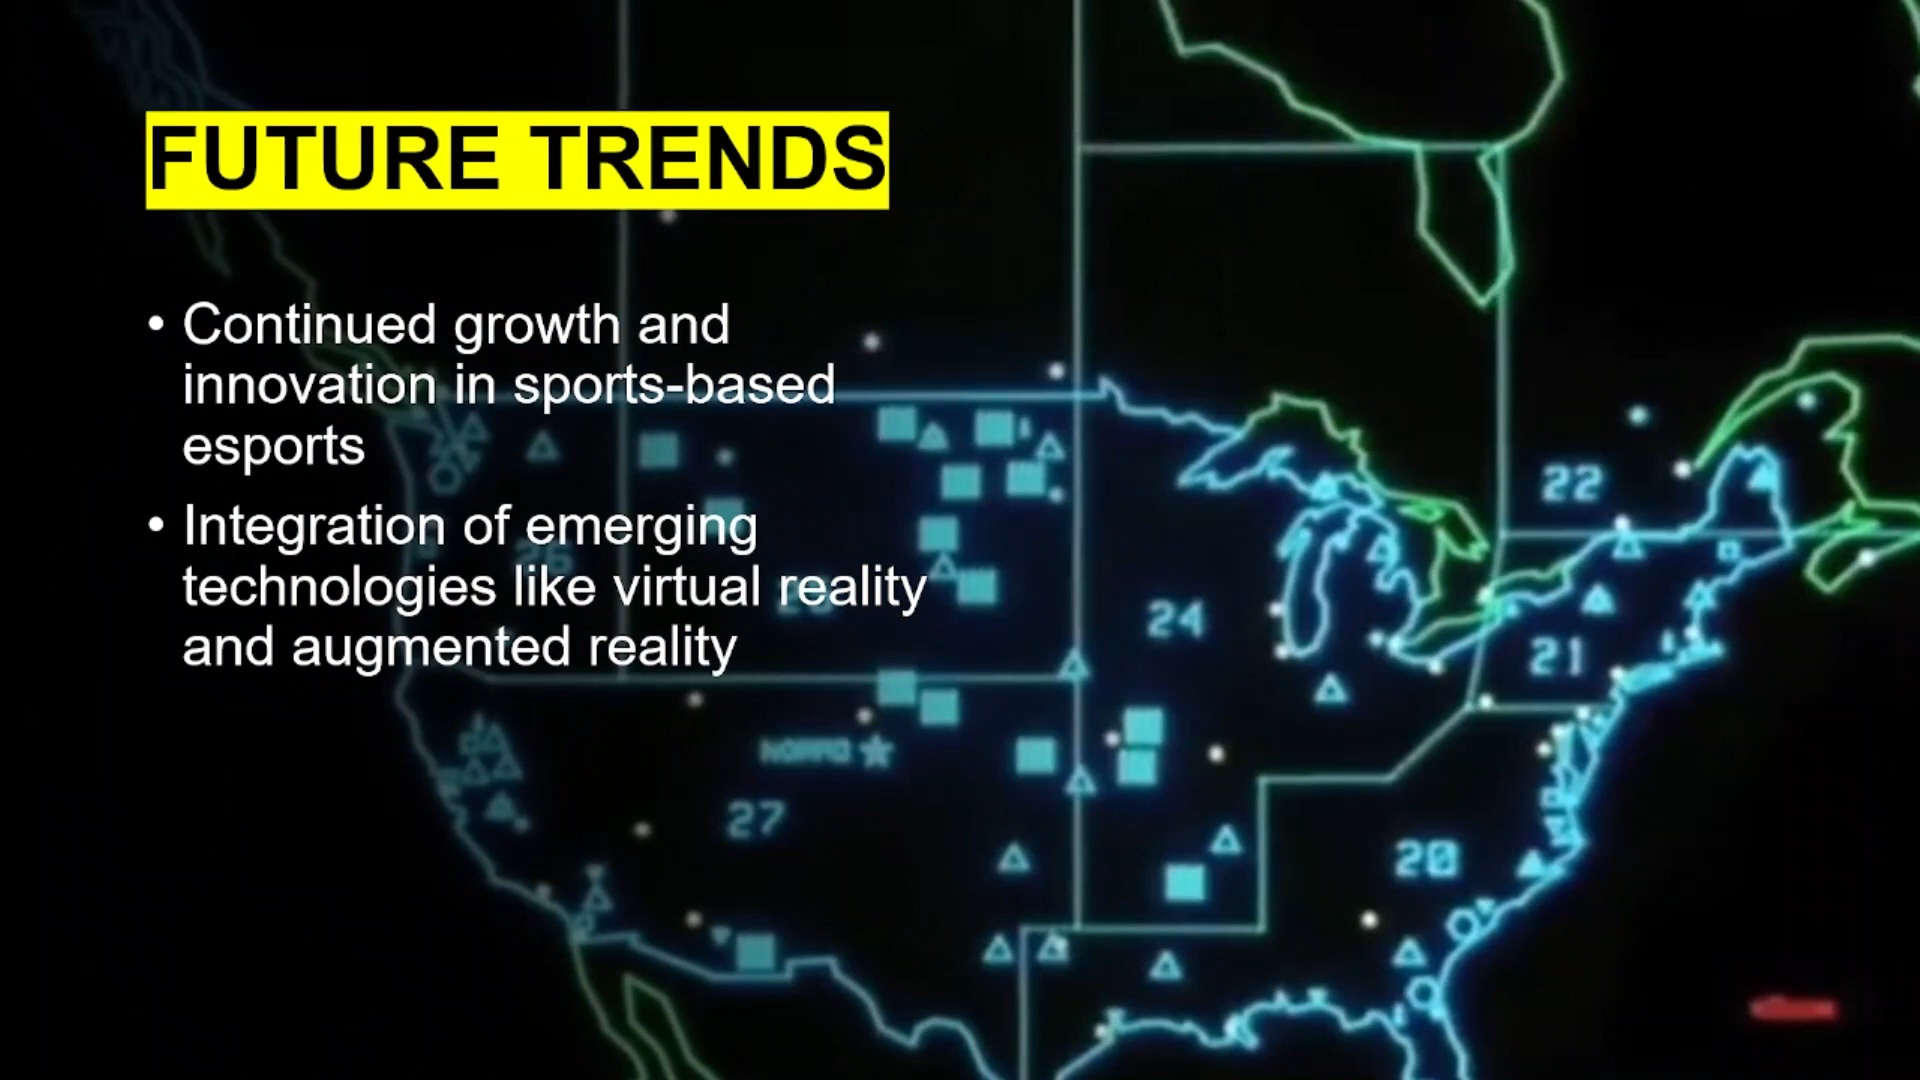 FUTURE TRENDS
• Continued growth and
innovation in sports-based
esports
• Integration of emerging
technologies like virtual reality
and augmented reality
22
24
21
NORAD
27
20